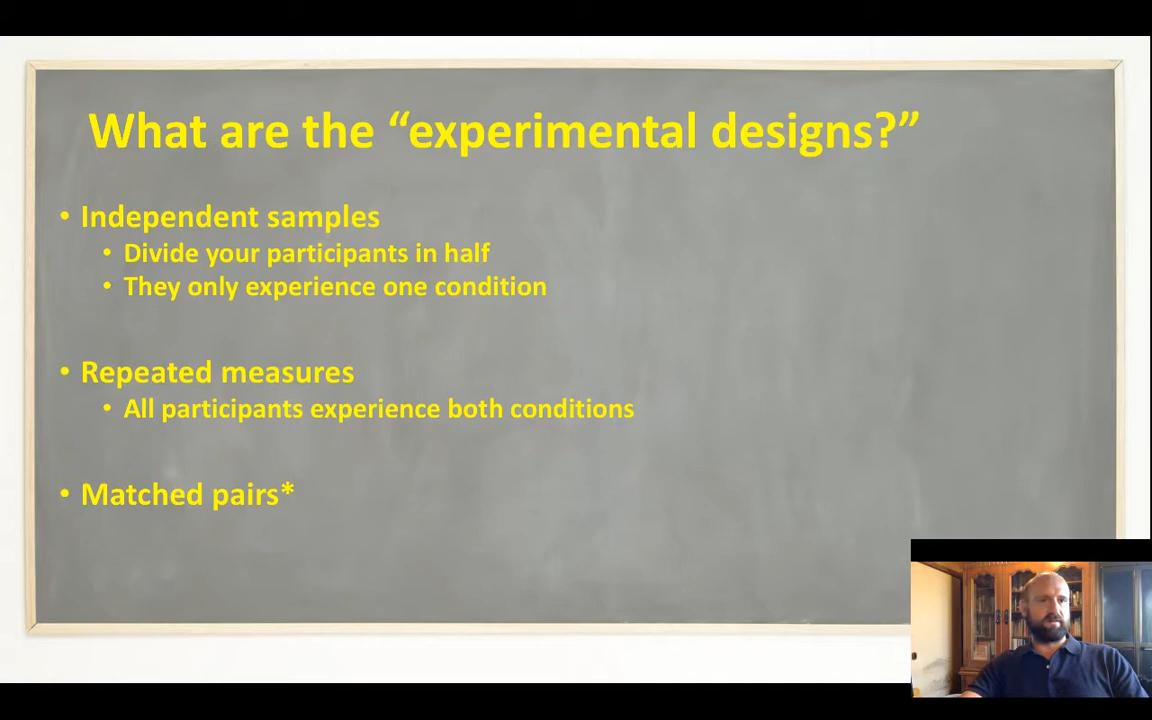 What are the “experimental designs?”
• Independent samples
• Divide your participants in half
• They only experience one condition
• Repeated measures
• All participants experience both conditions
• Matched pairs*